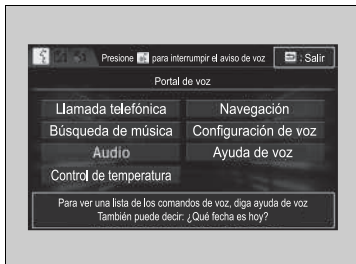 Presione para interrumpir el aviso de voz
: Salir
Portal de voz
Llamada telefónica
Navegación
Búsqueda de música
Configuración de voz
Audio
Ayuda de voz
Control de temperatura
Para ver una lista de los comandos de voz, diga ayuda de voz
También puede decir: ¿Qué fecha es hoy?